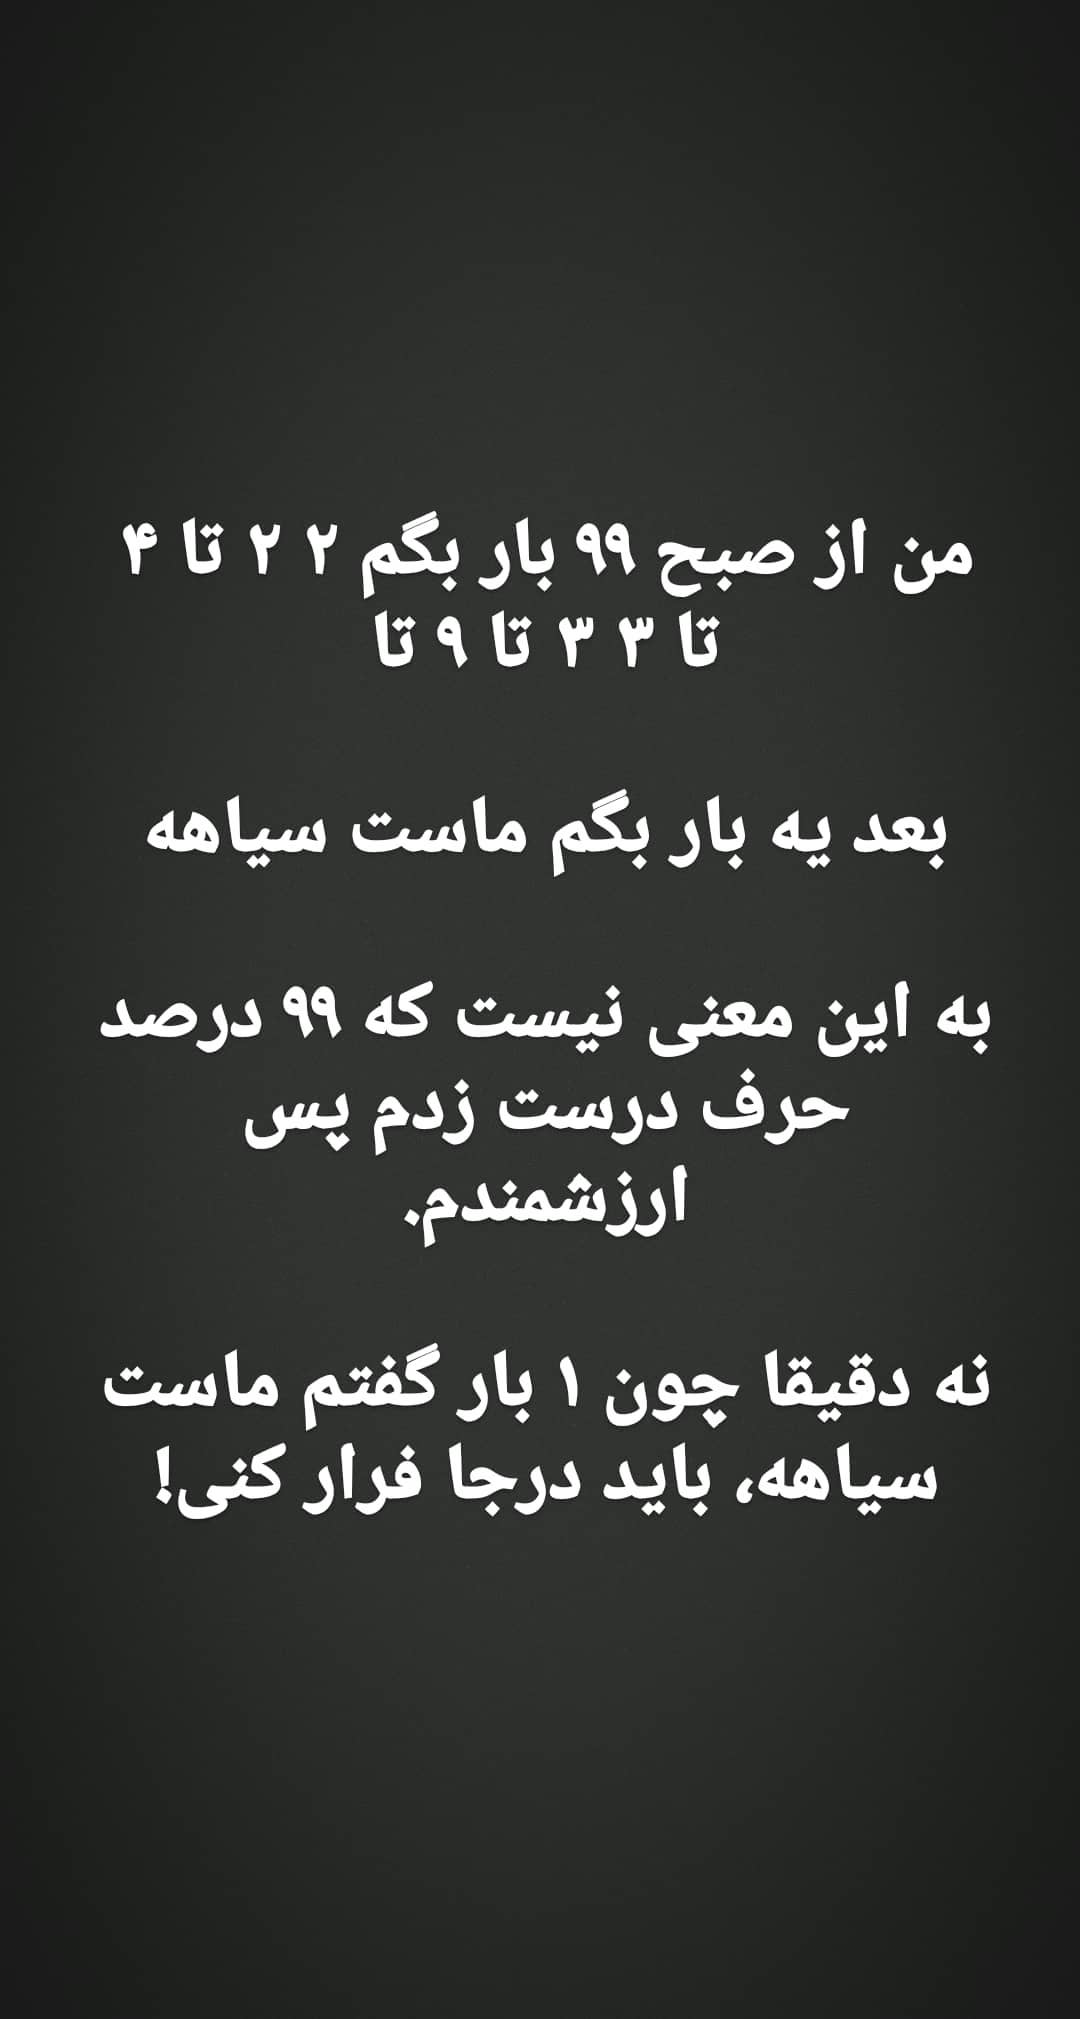 من از صبح ۹۹ بار بگم ۲ ۲ تا ۴
تا ۳ ۳ تا ۹ تا
بعد یه بار بگم ماست سیاهه
به این معنی نیست که ۹۹ درصد
حرف درست زدم پس
ارزشمندم.
نه دقیقا چون ۱ بار گفتم ماست
سیاهه، باید درجا فرار کنی!